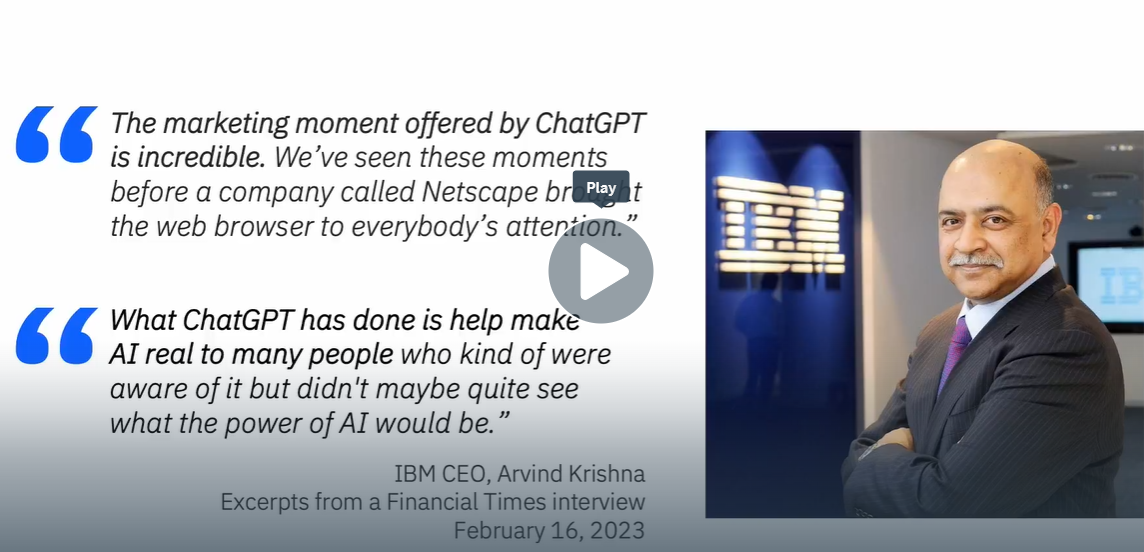 “The marketing moment offered by ChatGPT
is incredible. We’ve seen these moments
before a company called Netscape brought
the web browser to everybody’s attention.”
Play
“What ChatGPT has done is help make
AI real to many people who kind of were
aware of it but didn't maybe quite see
what the power of AI would be.”
IBM CEO, Arvind Krishna
Excerpts from a Financial Times interview
February 16, 2023
IBM
IB